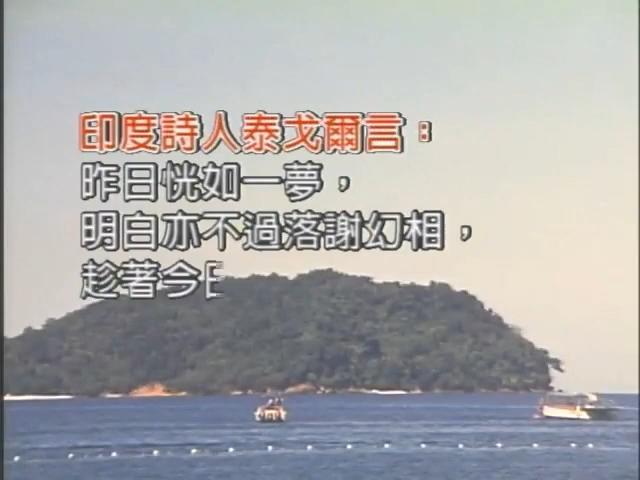 印度詩人泰戈爾言：
昨日恍如一夢，
明白亦不過落謝幻相，
趁著今日